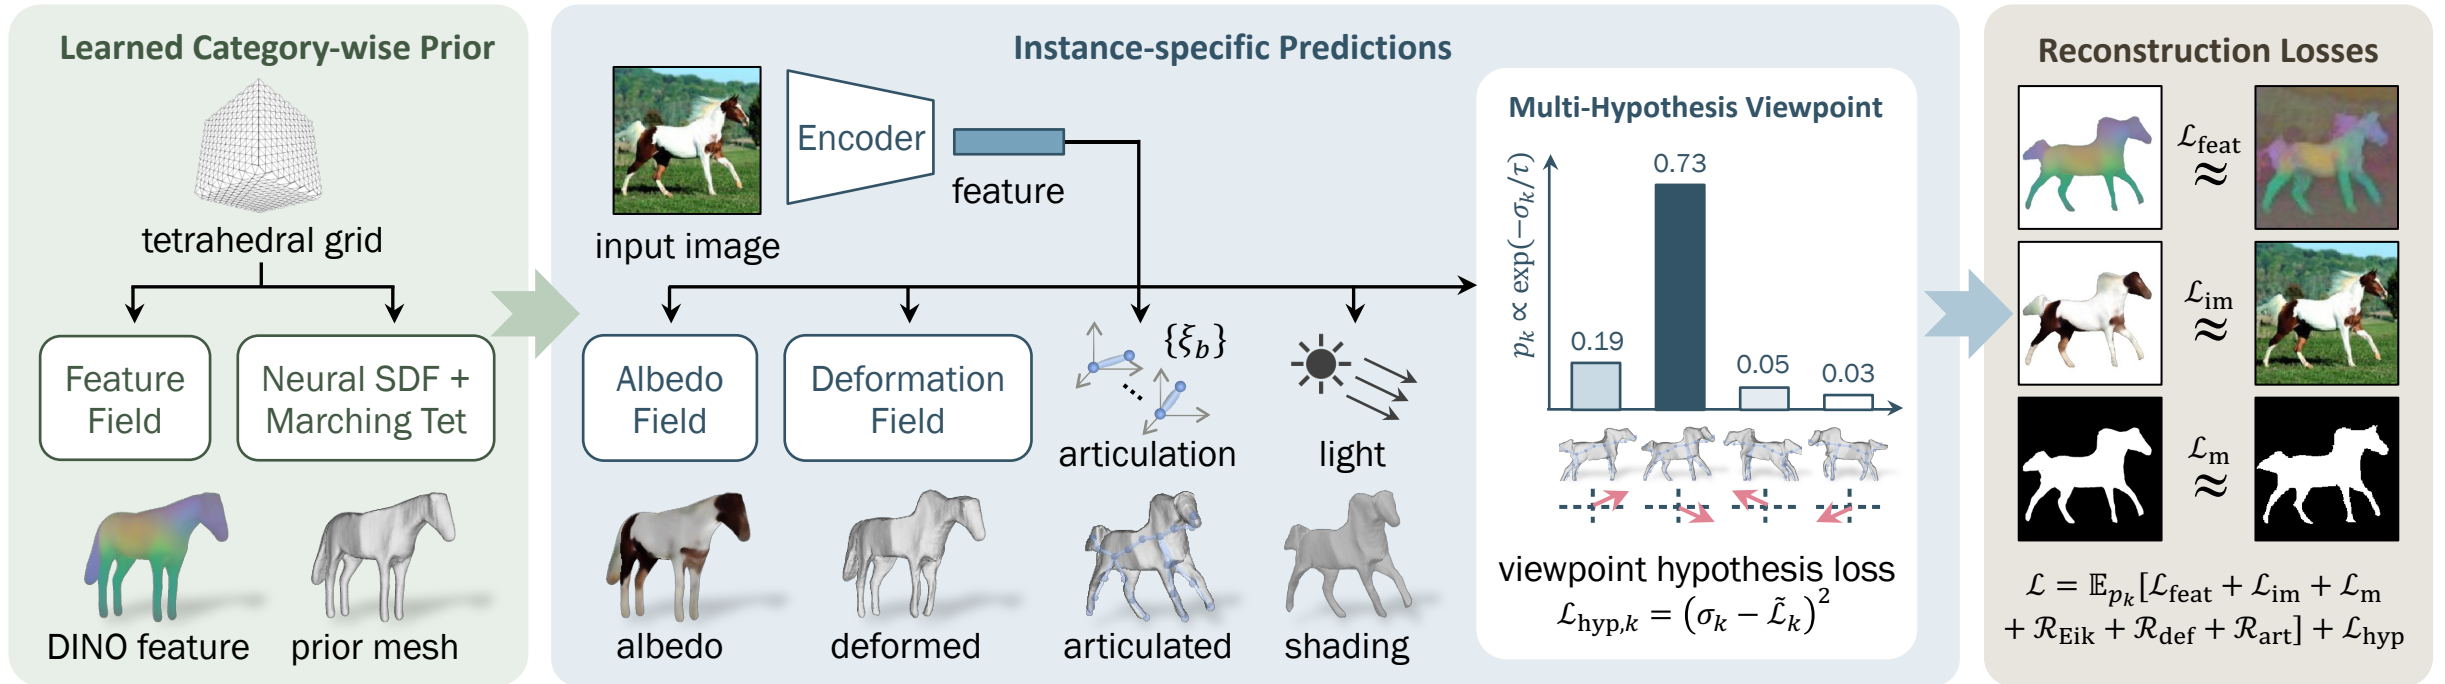 Learned Category-wise Prior
tetrahedral grid
Feature
Field
Neural SDF +
Marching Tet
DINO feature
prior mesh
Instance-specific Predictions
input image
Encoder
feature
Albedo
Field
Deformation
Field
{ξ_b}
articulation
light
albedo
deformed
articulated
shading
Multi-Hypothesis Viewpoint
p_k ∝ exp(−σ_k/τ)
0.19
0.73
0.05
0.03
viewpoint hypothesis loss
ℒ_hyp,k = (σ_k − ℒ̃_k)²
Reconstruction Losses
ℒ_feat
≈
ℒ_im
≈
ℒ_m
≈
ℒ = 𝔼_{p_k}[ℒ_feat + ℒ_im + ℒ_m
+ ℛ_Eik + ℛ_def + ℛ_art] + ℒ_hyp